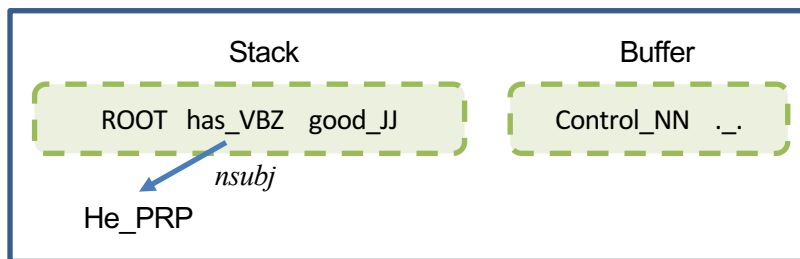 Stack Buffer
ROOT has_VBZ good_JJ Control_NN ._.
nsubj
He_PRP